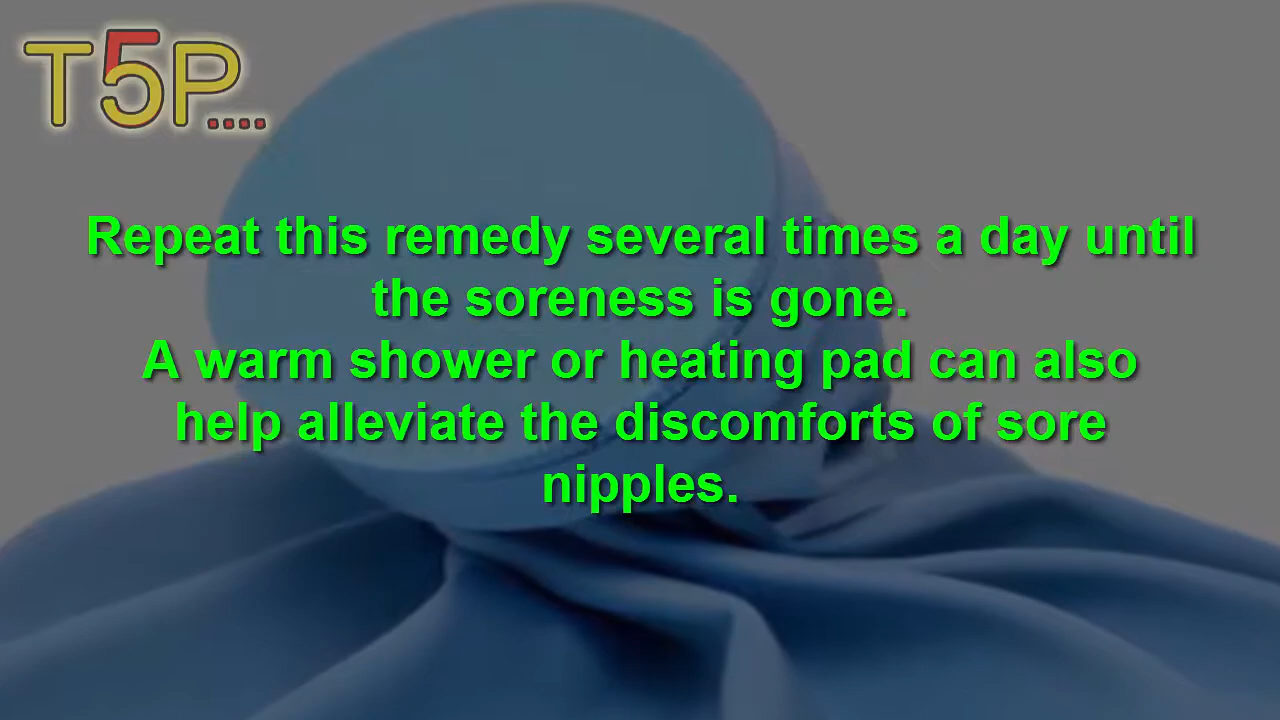 T5P....
Repeat this remedy several times a day until
the soreness is gone.
A warm shower or heating pad can also
help alleviate the discomforts of sore
nipples.